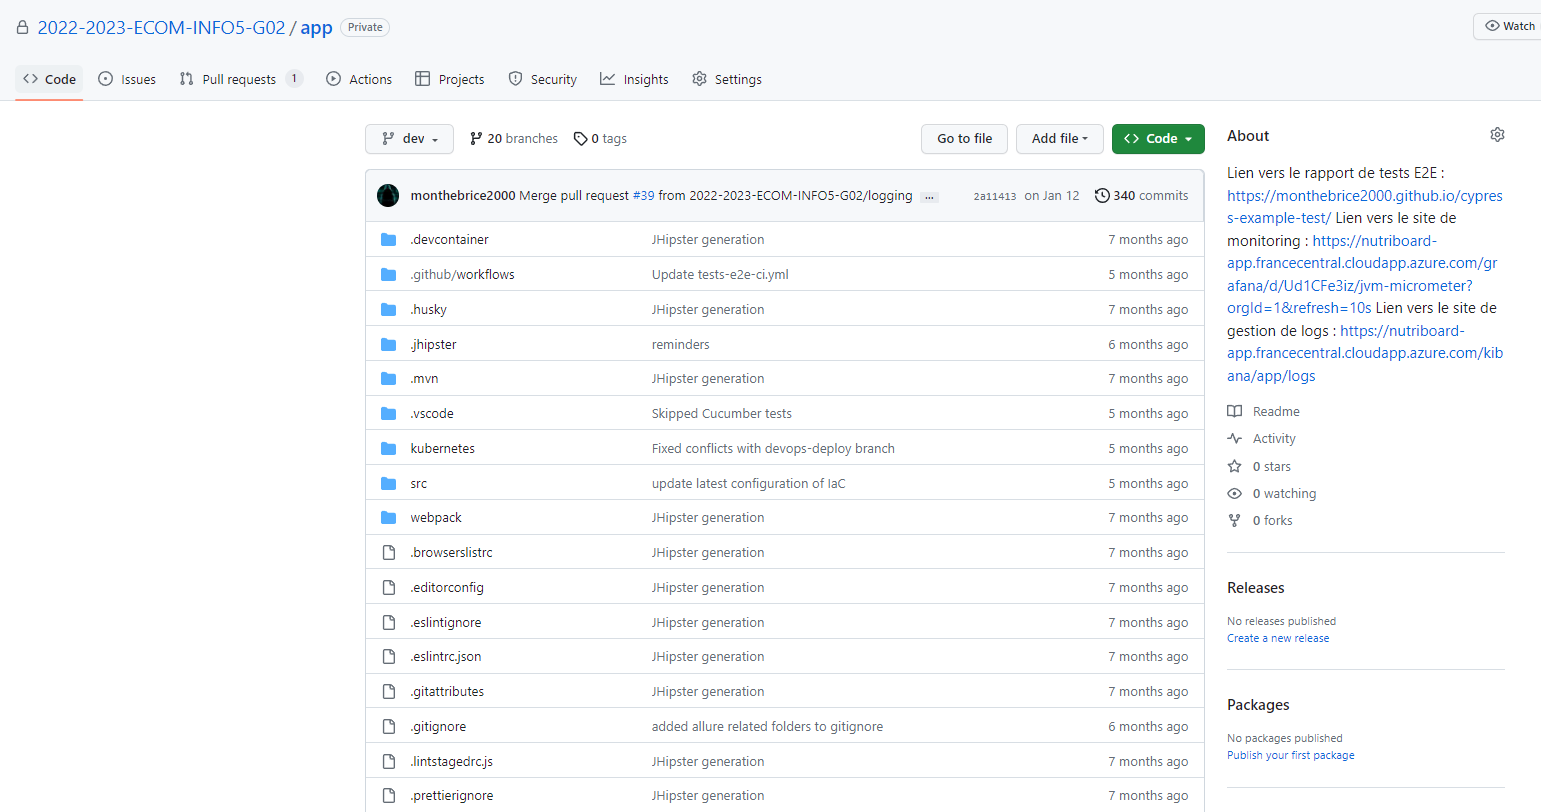 2022-2023-ECOM-INFO5-G02 / app Private
Watch
Code Issues Pull requests 1 Actions Projects Security Insights Settings
dev 20 branches 0 tags Go to file Add file Code
monthebrice2000 Merge pull request #39 from 2022-2023-ECOM-INFO5-G02/logging ... 2a11413 on Jan 12 340 commits
.devcontainer JHipster generation 7 months ago
.github/workflows Update tests-e2e-ci.yml 5 months ago
.husky JHipster generation 7 months ago
.jhipster reminders 6 months ago
.mvn JHipster generation 7 months ago
.vscode Skipped Cucumber tests 5 months ago
kubernetes Fixed conflicts with devops-deploy branch 5 months ago
src update latest configuration of IaC 5 months ago
webpack JHipster generation 7 months ago
.browserslistrc JHipster generation 7 months ago
.editorconfig JHipster generation 7 months ago
.eslintignore JHipster generation 7 months ago
.eslintrc.json JHipster generation 7 months ago
.gitattributes JHipster generation 7 months ago
.gitignore added allure related folders to gitignore 6 months ago
.lintstagedrc.js JHipster generation 7 months ago
.prettierignore JHipster generation 7 months ago
About
Lien vers le rapport de tests E2E :
https://monthebrice2000.github.io/cypres
s-example-test/ Lien vers le site de
monitoring : https://nutriboard-
app.francecentral.cloudapp.azure.com/gr
afana/d/Ud1CFe3iz/jvm-micrometer?
orgId=1&refresh=10s Lien vers le site de
gestion de logs : https://nutriboard-
app.francecentral.cloudapp.azure.com/kib
ana/app/logs
Readme
Activity
0 stars
0 watching
0 forks
Releases
No releases published
Create a new release
Packages
No packages published
Publish your first package